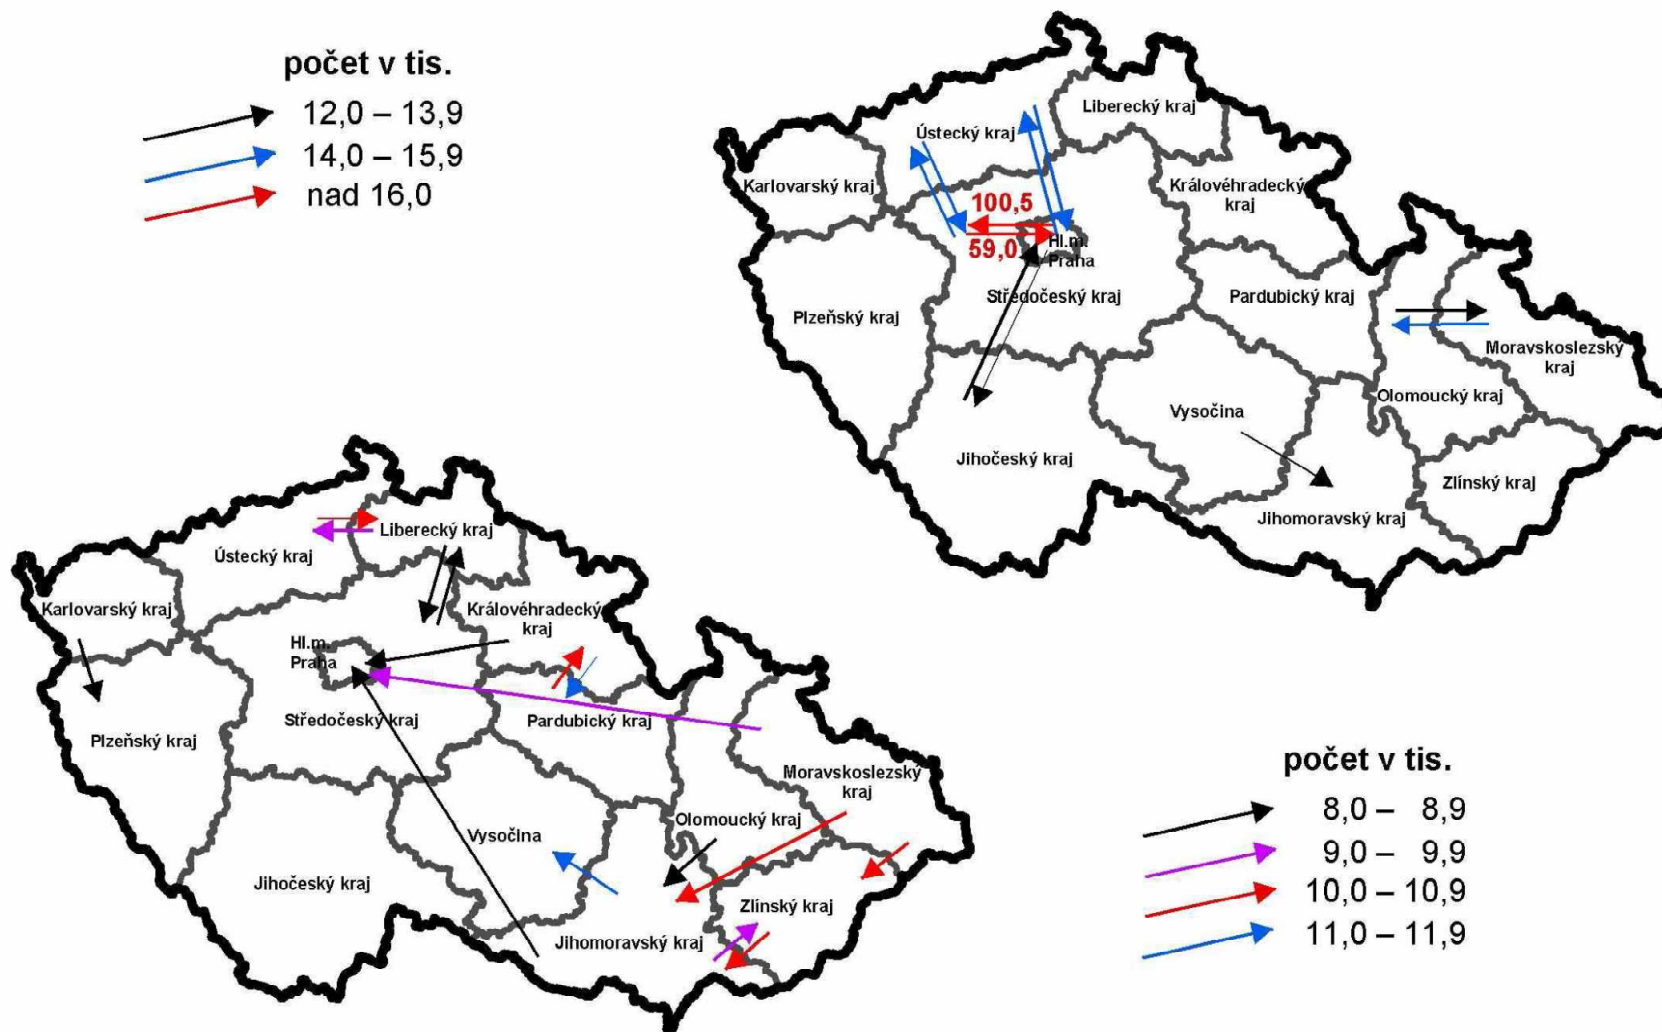 počet v tis.
12,0 – 13,9
14,0 – 15,9
nad 16,0
Liberecký kraj
Ústecký kraj
Karlovarský kraj
Královéhradecký
kraj
100,5
59,0
Hl.m.
Praha
Středočeský kraj
Pardubický kraj
Plzeňský kraj
Moravskoslezský
kraj
Olomoucký kraj
Vysočina
Jihočeský kraj
Zlínský kraj
Jihomoravský kraj
Liberecký kraj
Ústecký kraj
Karlovarský kraj
Královéhradecký
kraj
Hl.m.
Praha
Středočeský kraj
Pardubický kraj
Plzeňský kraj
Moravskoslezský
kraj
Olomoucký kraj
Vysočina
Jihočeský kraj
Zlínský kraj
Jihomoravský kraj
počet v tis.
8,0 – 8,9
9,0 – 9,9
10,0 – 10,9
11,0 – 11,9